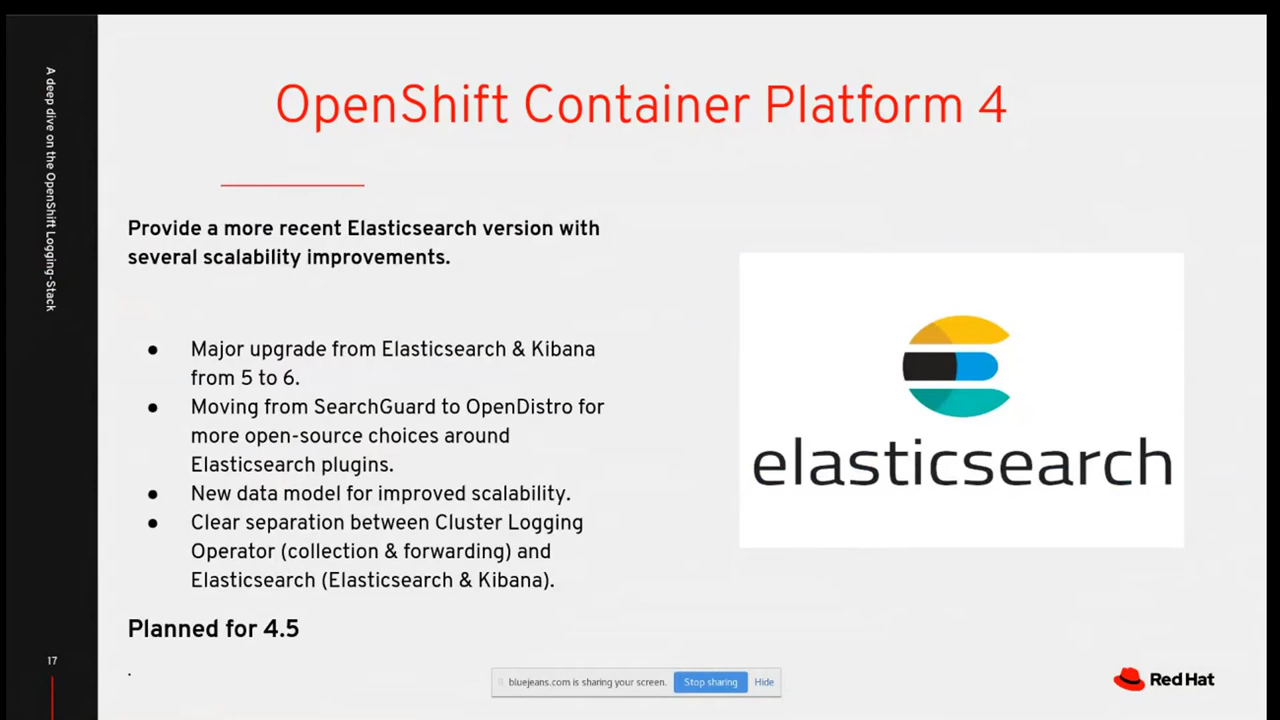 A deep dive on the OpenShift Logging-Stack
OpenShift Container Platform 4
Provide a more recent Elasticsearch version with
several scalability improvements.
● Major upgrade from Elasticsearch & Kibana
from 5 to 6.
● Moving from SearchGuard to OpenDistro for
more open-source choices around
Elasticsearch plugins.
● New data model for improved scalability.
● Clear separation between Cluster Logging
Operator (collection & forwarding) and
Elasticsearch (Elasticsearch & Kibana).
Planned for 4.5
.
elasticsearch
17
bluejeans.com is sharing your screen. Stop sharing Hide
Red Hat